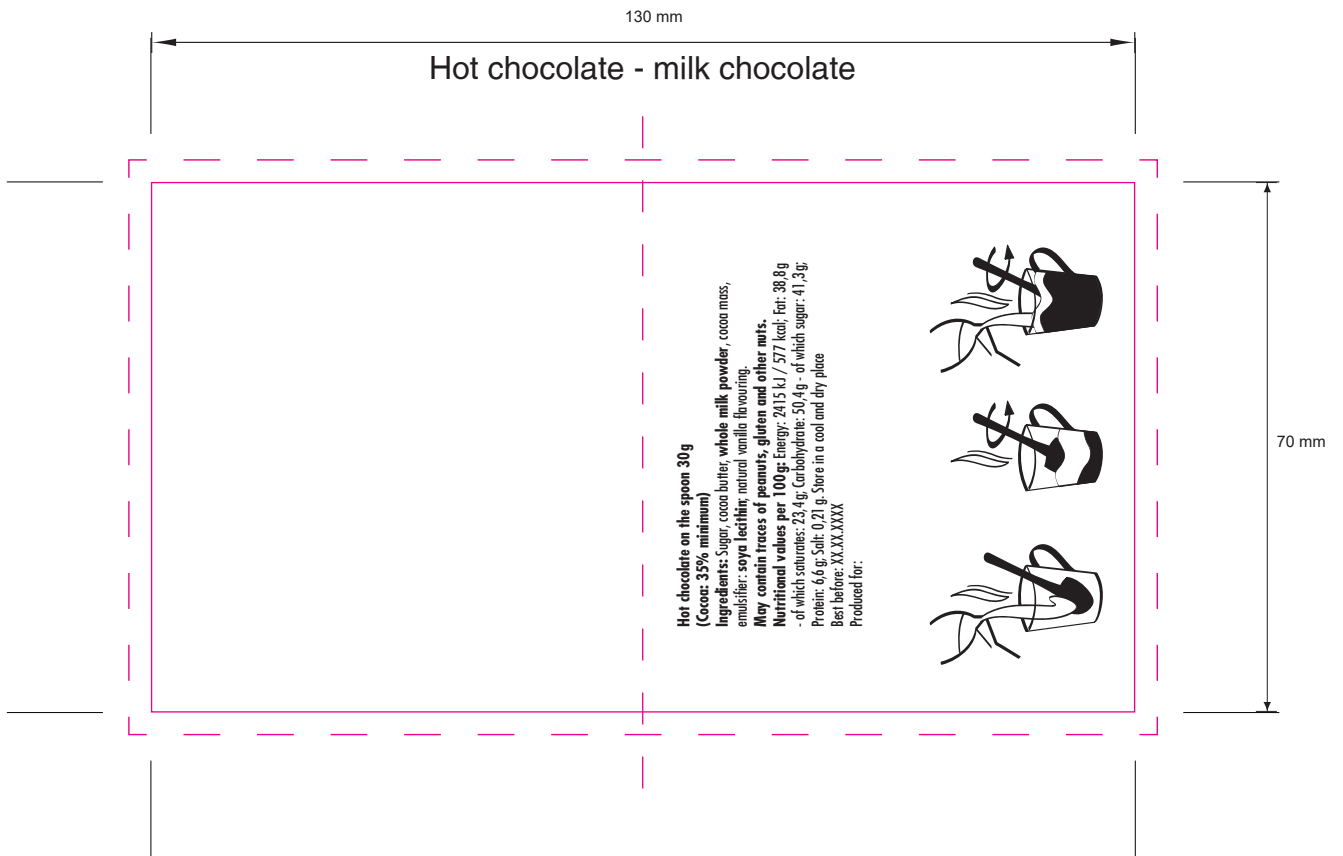 130 mm
Hot chocolate - milk chocolate
Hot chocolate on the spoon 30g
(Cocoa: 35% minimum)
Ingredients: Sugar, cocoa butter, whole milk powder, cocoa mass,
emulsifier: soya lecithin; natural vanilla flavouring.
May contain traces of peanuts, gluten and other nuts.
Nutritional values per 100g: Energy: 2415 kJ / 577 kcal; Fat: 38,8g
- of which saturates: 23,4g; Carbohydrate: 50,4g - of which sugar: 41,3g;
Protein: 6,6 g; Salt: 0,21 g. Store in a cool and dry place
Best before: XX.XX.XXXX
Produced for:
70 mm